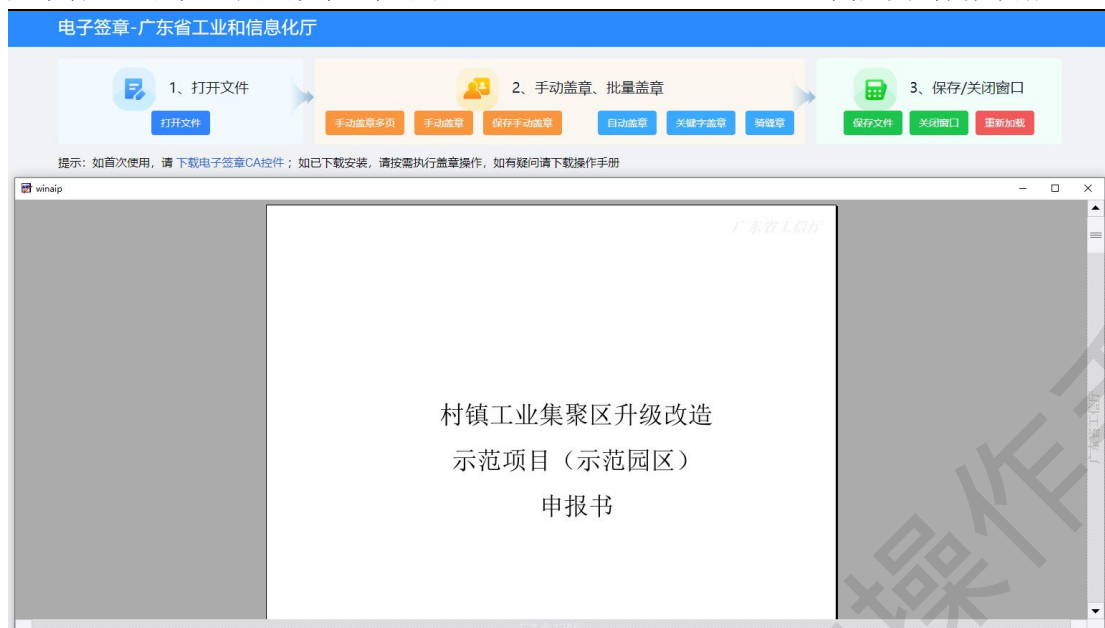 电子签章-广东省工业和信息化厅
1、打开文件
2、手动盖章、批量盖章
3、保存/关闭窗口
打开文件
手动盖章多页 手动盖章 保存手动盖章 自动盖章 关键字盖章 骑缝章
保存文件 关闭窗口 重新加载
提示：如首次使用，请 下载电子签章CA控件 ；如已下载安装，请按需执行盖章操作，如有疑问请下载操作手册
winaip
广东省工信厅
村镇工业集聚区升级改造
示范项目（示范园区）
申报书
广东省工信厅
操作